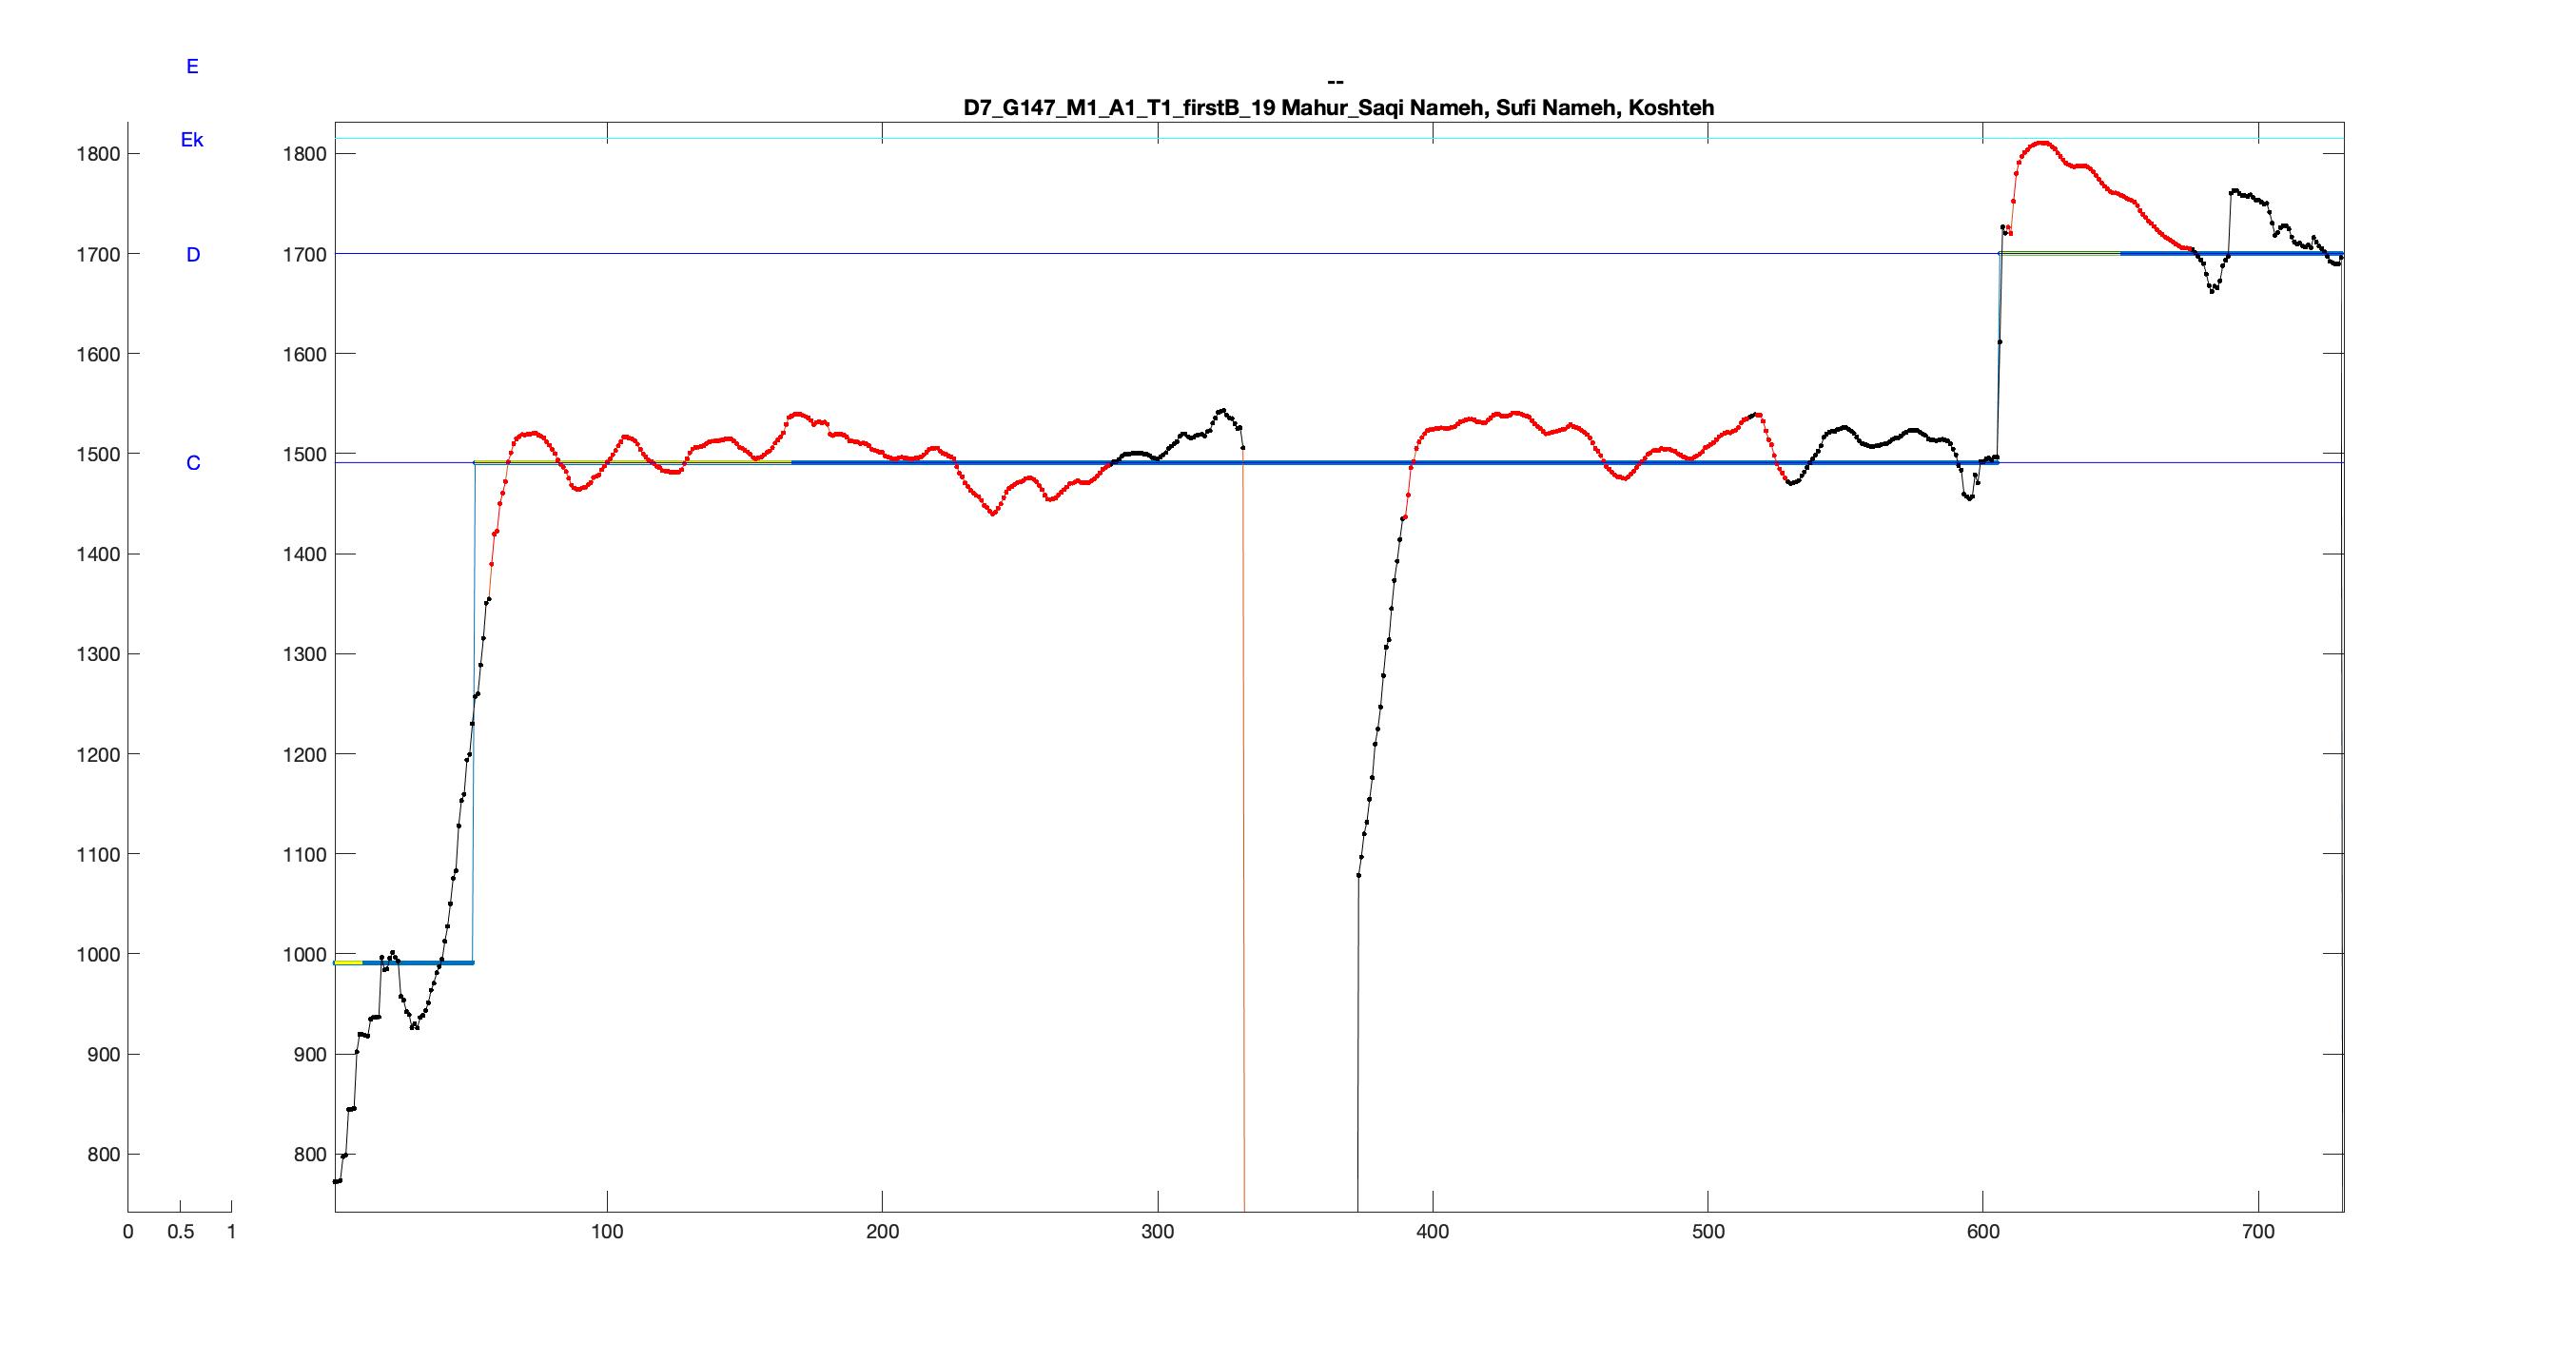 E
--
D7_G147_M1_A1_T1_firstB_19 Mahur_Saqi Nameh, Sufi Nameh, Koshteh
Ek
1800 1800
1700 D 1700
1600 1600
1500 C 1500
1400 1400
1300 1300
1200 1200
1100 1100
1000 1000
900 900
800 800
0 0.5 1 100 200 300 400 500 600 700